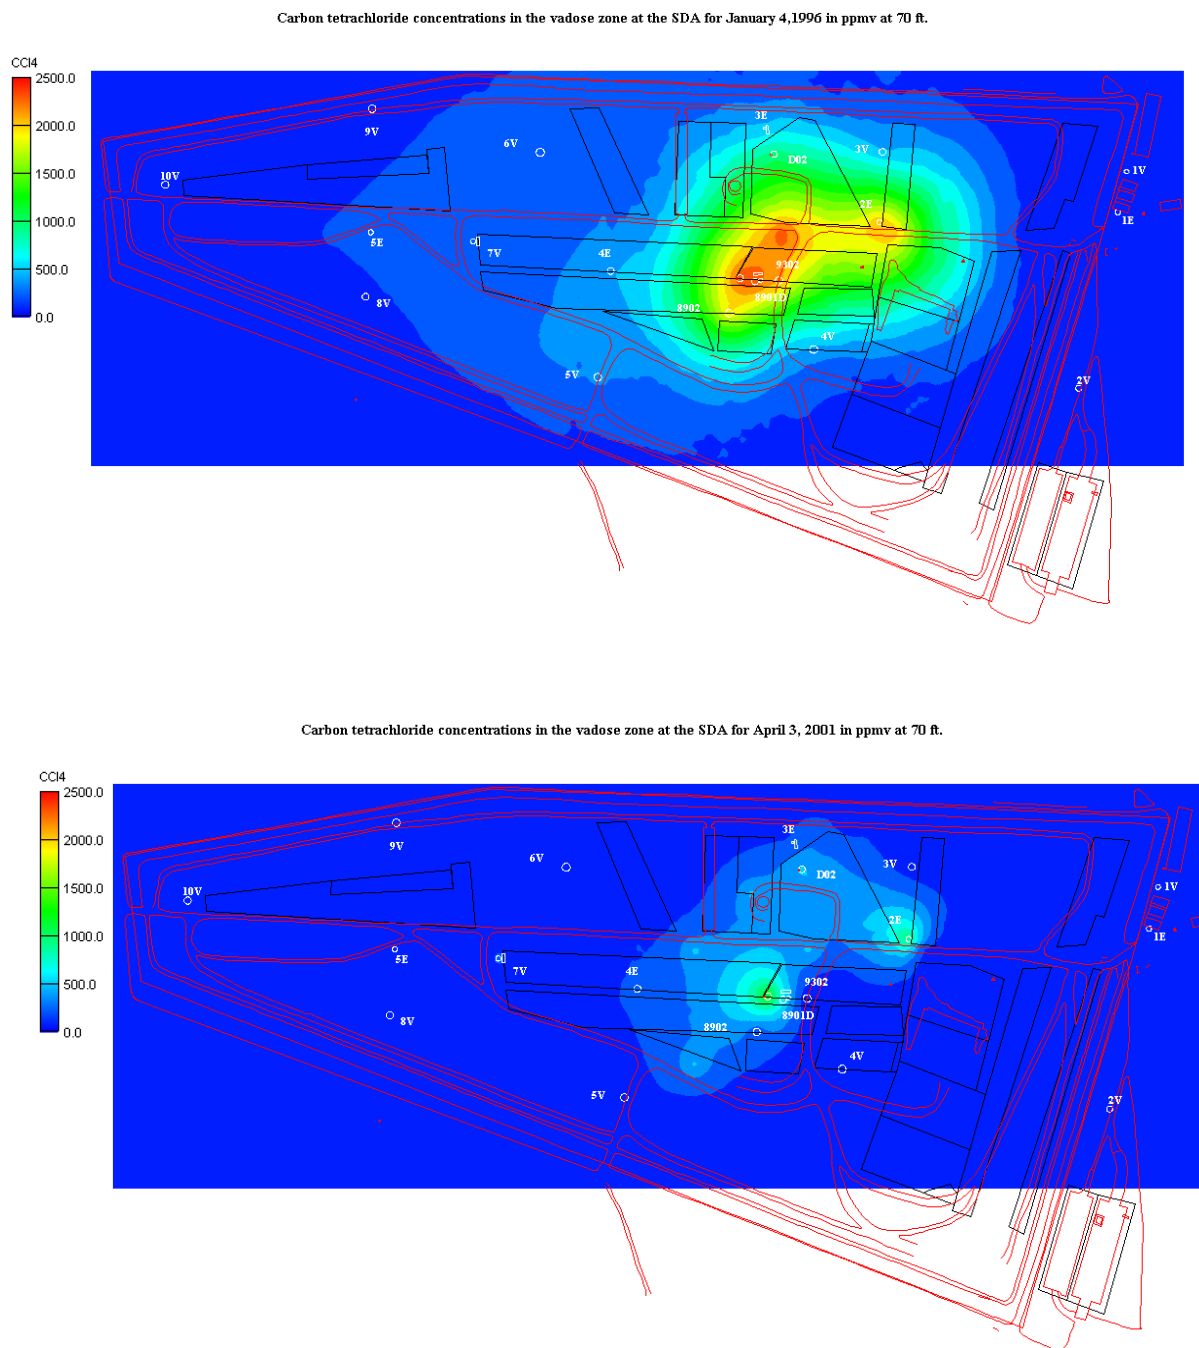 Carbon tetrachloride concentrations in the vadose zone at the SDA for January 4,1996 in ppmv at 70 ft.
CCl4
2500.0
2000.0
1500.0
1000.0
500.0
0.0
9V
6V
3E
D02
3V
10V
1V
2E
1E
5E
7V
4E
9302
8V
8901D
8902
4V
5V
2V
Carbon tetrachloride concentrations in the vadose zone at the SDA for April 3, 2001 in ppmv at 70 ft.
CCl4
2500.0
2000.0
1500.0
1000.0
500.0
0.0
3E
9V
6V
3V
D02
10V
1V
2E
1E
5E
7V
4E
9302
8V
8901D
8902
4V
5V
2V